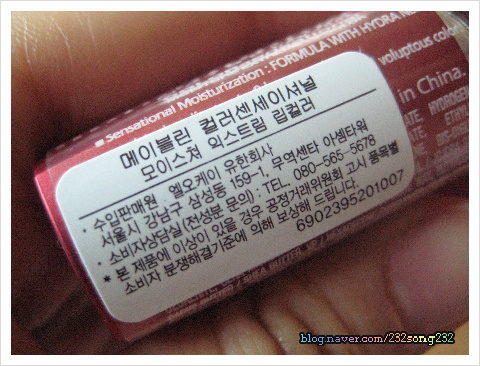 Sensational Moisturization : FORMULA WITH HYDRA
voluptous color
in China.
메이블린 컬러센세이셔널
모이스쳐 익스트림 립컬러
· 수입판매원 : 엘오케이 유한회사
서울시 강남구 삼성동 159-1, 무역센타 아셈타워
· 소비자상담실(전성분 문의) : TEL. 080-565-5678
* 본 제품에 이상이 있을 경우 공정거래위원회 고시 품목별
소비자 분쟁해결기준에 의해 보상해 드립니다.
6902395201007
HYDROGEN
SHEA BUTTER,
blog.naver.com/232song232